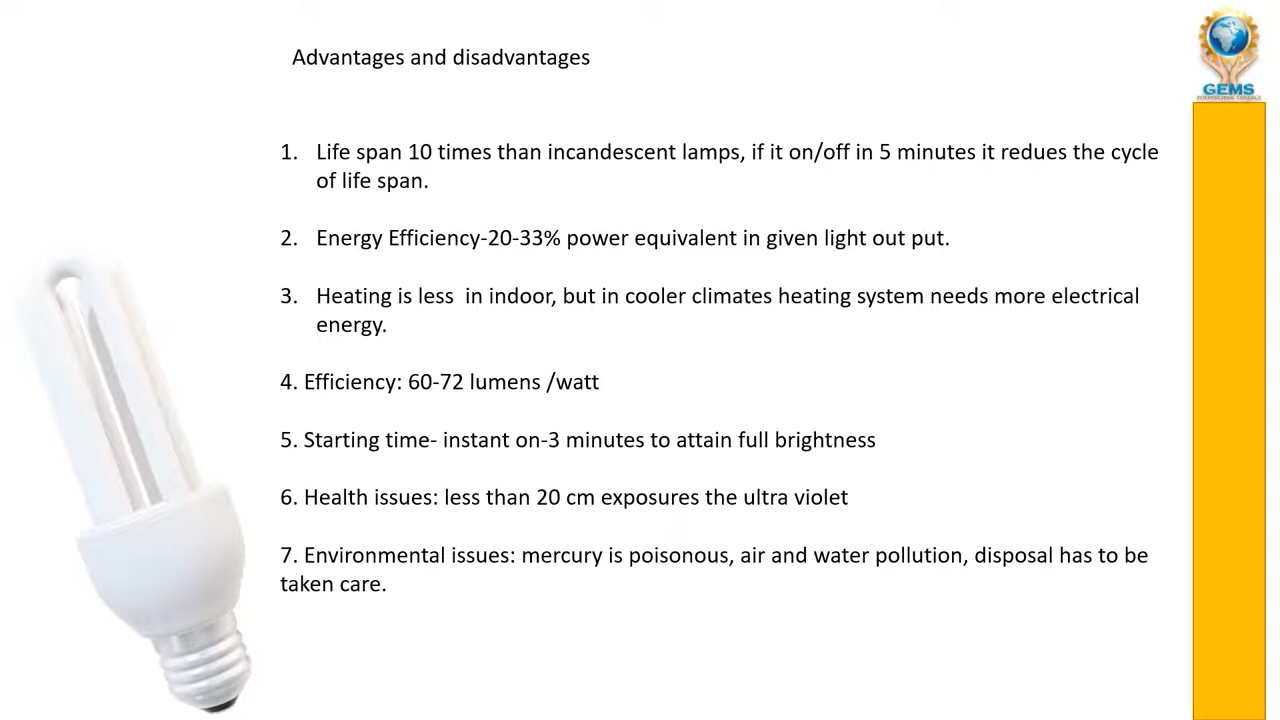 GEMS
POLYTECHNIC COLLEGE
Advantages and disadvantages
1. Life span 10 times than incandescent lamps, if it on/off in 5 minutes it redues the cycle
of life span.
2. Energy Efficiency-20-33% power equivalent in given light out put.
3. Heating is less  in indoor, but in cooler climates heating system needs more electrical
energy.
4. Efficiency: 60-72 lumens /watt
5. Starting time- instant on-3 minutes to attain full brightness
6. Health issues: less than 20 cm exposures the ultra violet
7. Environmental issues: mercury is poisonous, air and water pollution, disposal has to be
taken care.